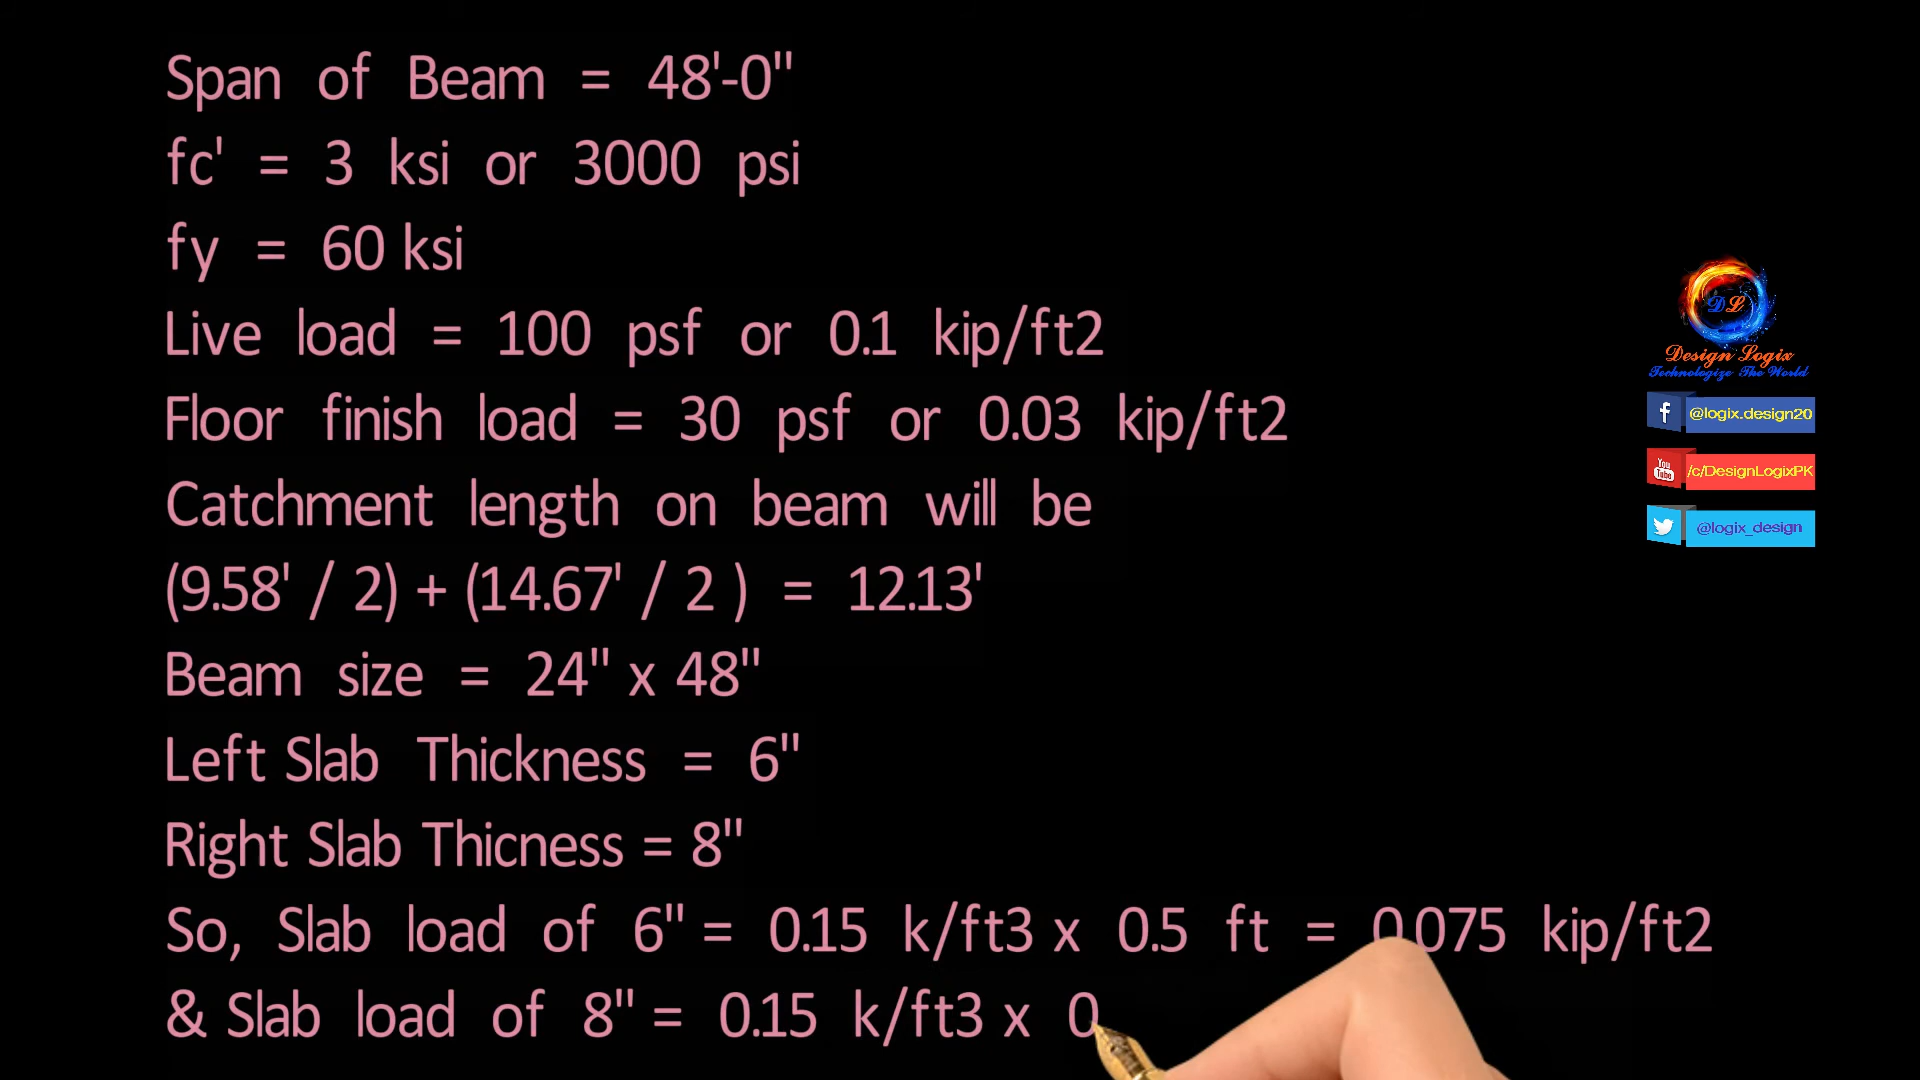 Span of Beam = 48'-0"
fc' = 3 ksi or 3000 psi
fy = 60 ksi
Live load = 100 psf or 0.1 kip/ft2
Floor finish load = 30 psf or 0.03 kip/ft2
Catchment length on beam will be
(9.58' / 2) + (14.67' / 2 ) = 12.13'
Beam size = 24" x 48"
Left Slab Thickness = 6"
Right Slab Thicness = 8"
So, Slab load of 6" = 0.15 k/ft3 x 0.5 ft = 0.075 kip/ft2
& Slab load of 8" = 0.15 k/ft3 x 0
DL
Design Logix
Technologize The World
f @logix.design20
You Tube /c/DesignLogixPK
@logix_design